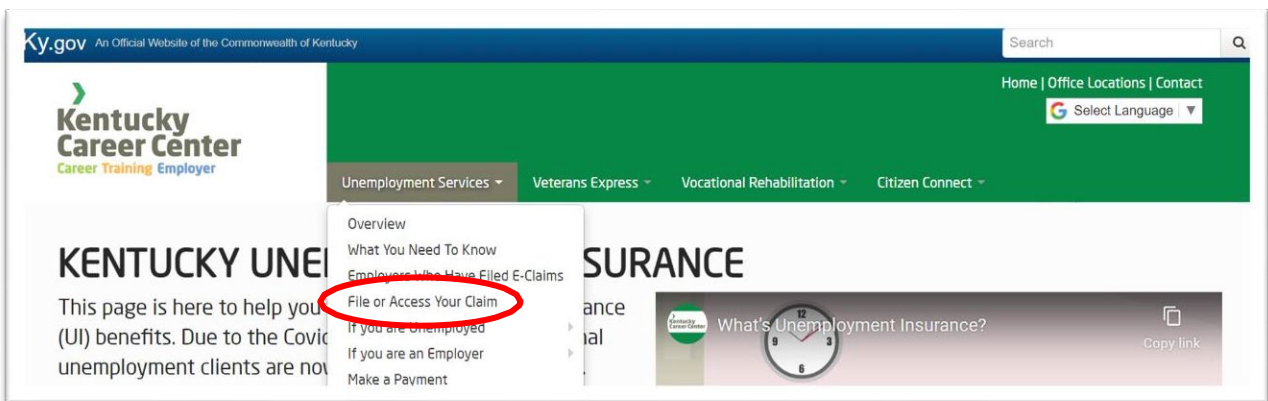 Ky.gov An Official Website of the Commonwealth of Kentucky
Search
Home | Office Locations | Contact
G Select Language ▼
Kentucky
Career Center
Career Training Employer
Unemployment Services
Veterans Express
Vocational Rehabilitation
Citizen Connect
Overview
What You Need To Know
Employers Who Have Filed E-Claims
File or Access Your Claim
If you are Unemployed
If you are an Employer
Make a Payment
KENTUCKY UNE SURANCE
This page is here to help you ance
(UI) benefits. Due to the Covid nal
unemployment clients are now .
Kentucky
Career Center
What's Unemployment Insurance?
12
9 3
6
Copy link